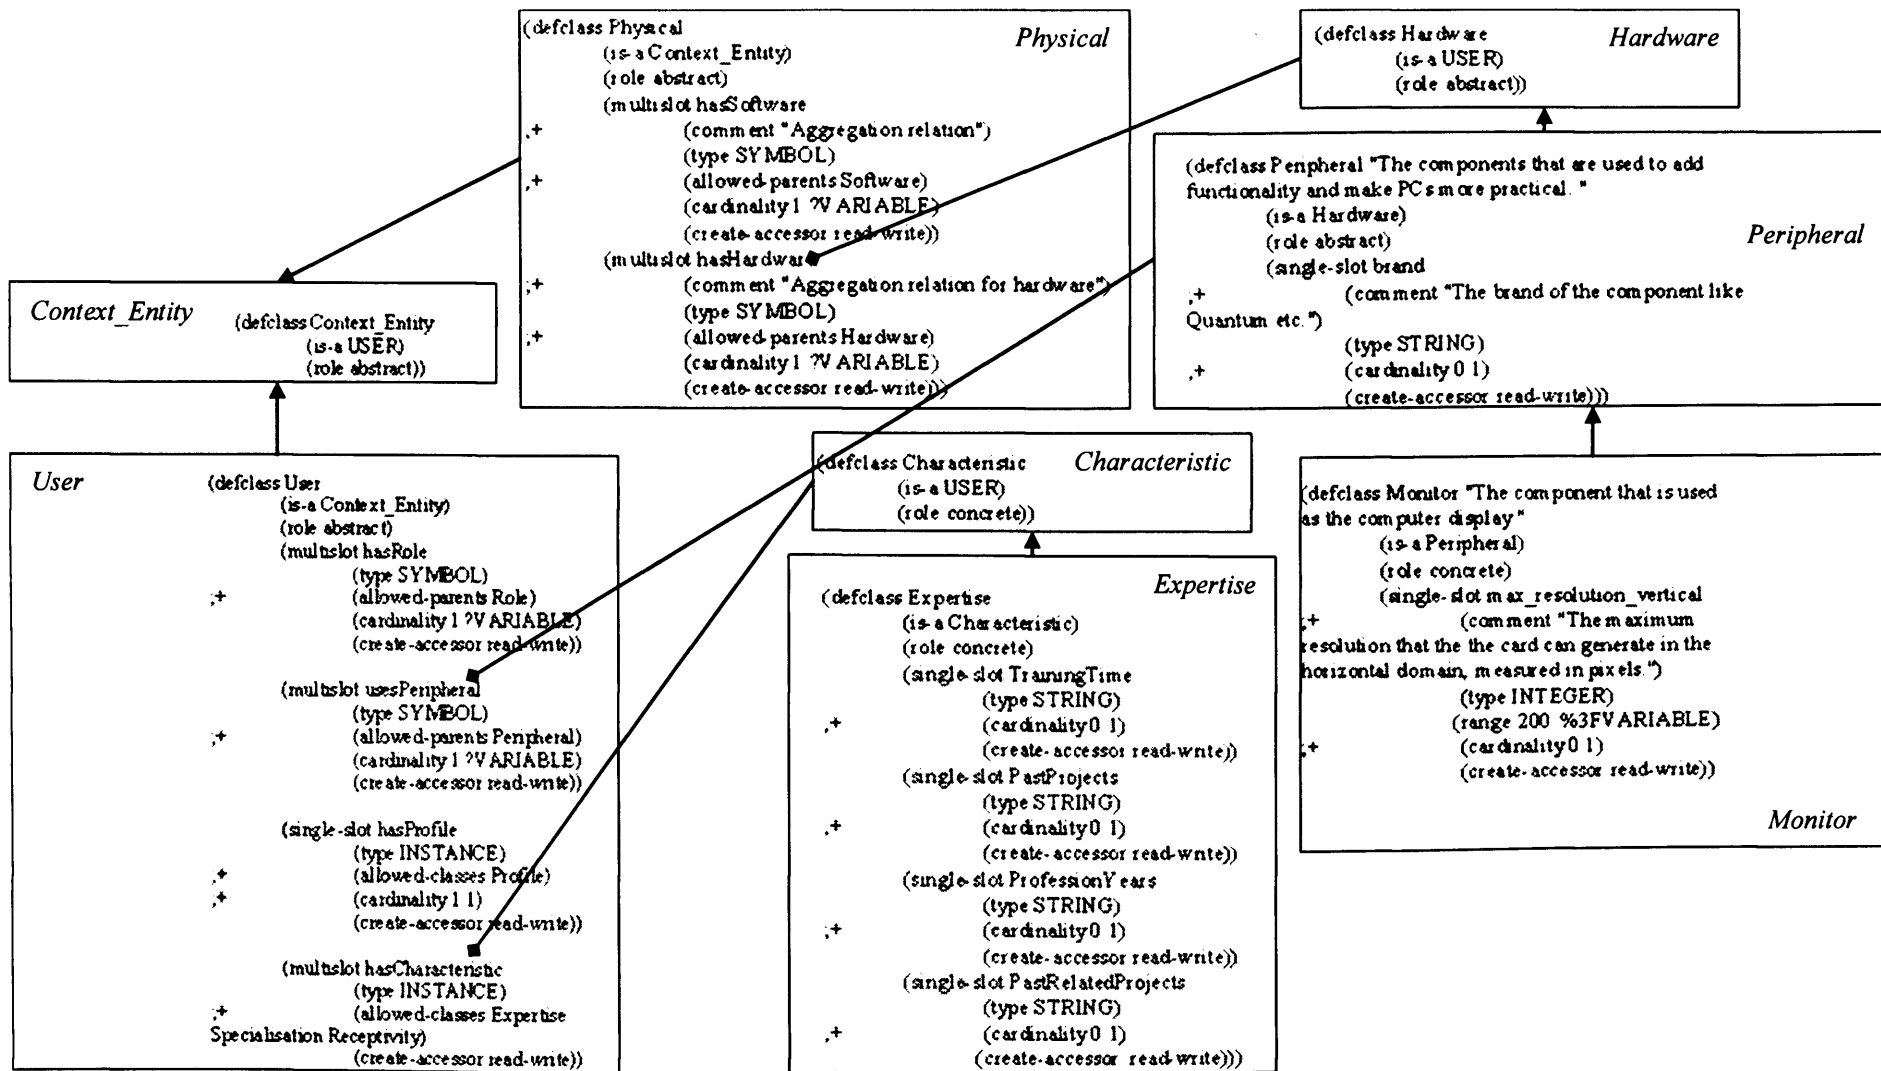 Physical
(defclass Physical
(is-a Context_Entity)
(role abstract)
(multislot hasSoftware
;+ (comment "Aggregation relation")
(type SYMBOL)
;+ (allowed-parents Software)
(cardinality 1 ?VARIABLE)
(create-accessor read-write))
(multislot hasHardware
;+ (comment "Aggregation relation for hardware")
(type SYMBOL)
;+ (allowed-parents Hardware)
(cardinality 1 ?VARIABLE)
(create-accessor read-write)))
Hardware
(defclass Hardware
(is-a USER)
(role abstract))
(defclass Peripheral "The components that are used to add
functionality and make PCs more practical. "
(is-a Hardware)
(role abstract)
Peripheral
(single-slot brand
;+ (comment "The brand of the component like
Quantum etc.")
(type STRING)
;+ (cardinality 0 1)
(create-accessor read-write)))
Context_Entity
(defclass Context_Entity
(is-a USER)
(role abstract))
User
(defclass User
(is-a Context_Entity)
(role abstract)
(multislot hasRole
(type SYMBOL)
;+ (allowed-parents Role)
(cardinality 1 ?VARIABLE)
(create-accessor read-write))
(multislot usesPeripheral
(type SYMBOL)
;+ (allowed-parents Peripheral)
(cardinality 1 ?VARIABLE)
(create-accessor read-write))
(single-slot hasProfile
(type INSTANCE)
;+ (allowed-classes Profile)
;+ (cardinality 1 1)
(create-accessor read-write))
(multislot hasCharacteristic
(type INSTANCE)
;+ (allowed-classes Expertise
Specialisation Receptivity)
(create-accessor read-write))
Characteristic
(defclass Characteristic
(is-a USER)
(role concrete))
Expertise
(defclass Expertise
(is-a Characteristic)
(role concrete)
(single-slot TrainingTime
(type STRING)
;+ (cardinality 0 1)
(create-accessor read-write))
(single-slot PastProjects
(type STRING)
;+ (cardinality 0 1)
(create-accessor read-write))
(single-slot ProfessionYears
(type STRING)
;+ (cardinality 0 1)
(create-accessor read-write))
(single-slot PastRelatedProjects
(type STRING)
;+ (cardinality 0 1)
(create-accessor read-write)))
(defclass Monitor "The component that is used
as the computer display"
(is-a Peripheral)
(role concrete)
(single-slot max_resolution_vertical
;+ (comment "The maximum
resolution that the the card can generate in the
horizontal domain, measured in pixels.")
(type INTEGER)
(range 200 %3FVARIABLE)
;+ (cardinality 0 1)
(create-accessor read-write))
Monitor